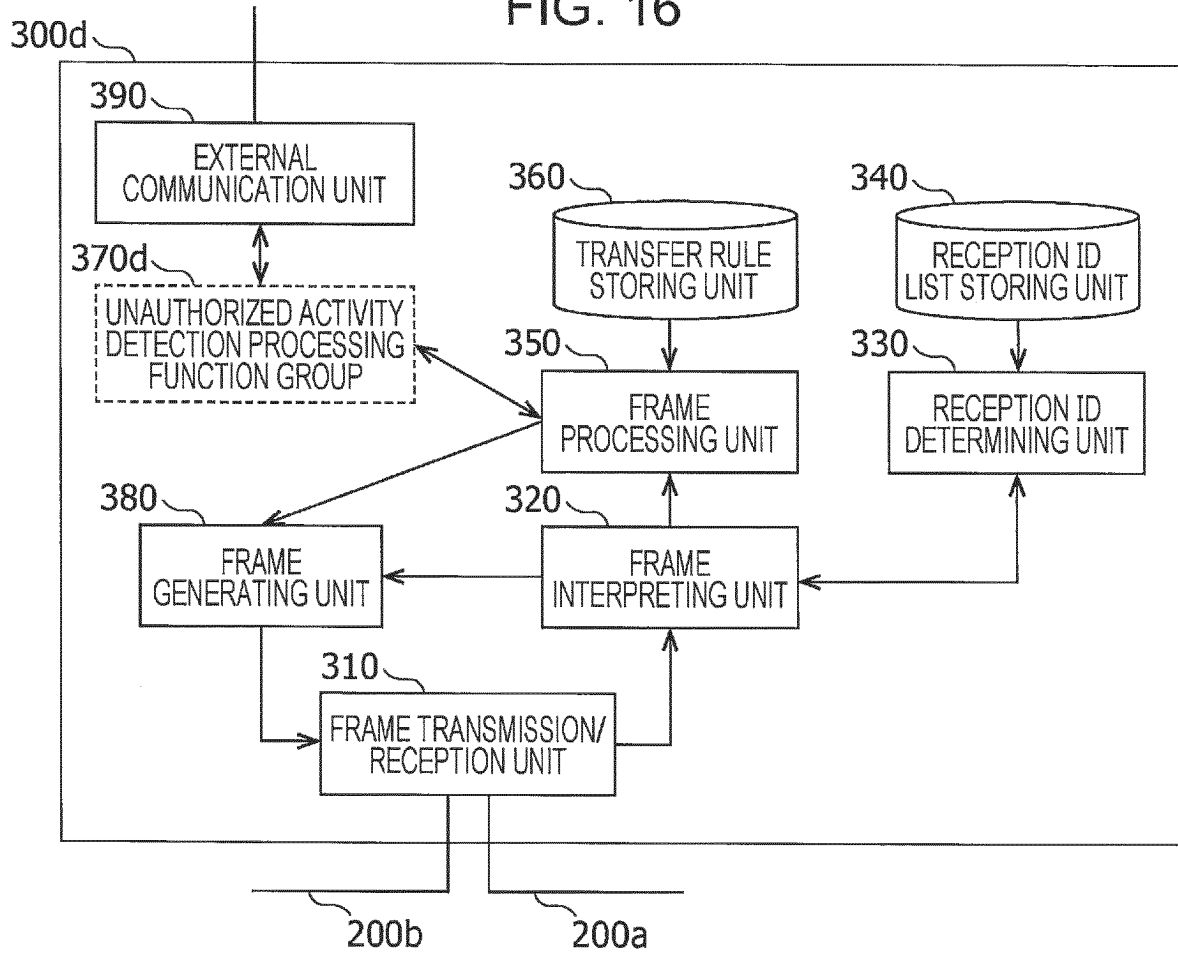 FIG. 16
300d
390
EXTERNAL
COMMUNICATION UNIT
360
TRANSFER RULE
STORING UNIT
340
RECEPTION ID
LIST STORING UNIT
370d
UNAUTHORIZED ACTIVITY
DETECTION PROCESSING
FUNCTION GROUP
350
FRAME
PROCESSING UNIT
330
RECEPTION ID
DETERMINING UNIT
380
FRAME
GENERATING UNIT
320
FRAME
INTERPRETING UNIT
310
FRAME TRANSMISSION/
RECEPTION UNIT
200b
200a